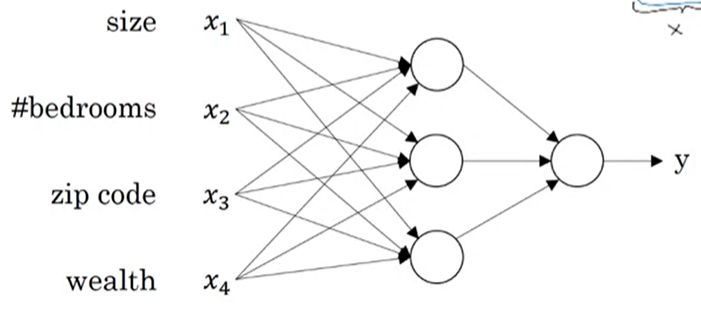 size x₁
#bedrooms x₂
zip code x₃
wealth x₄
y
x